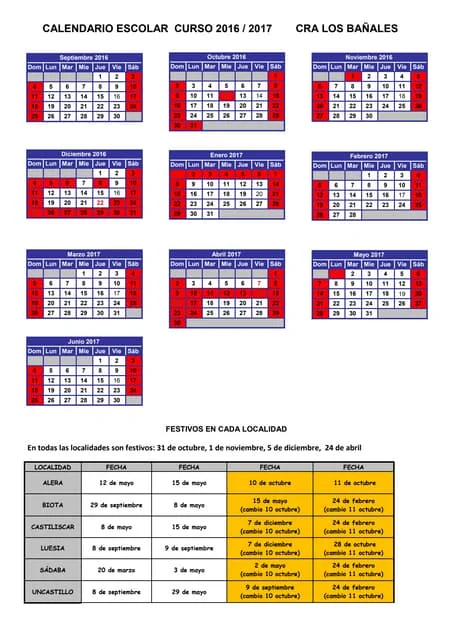 CALENDARIO ESCOLAR CURSO 2016 / 2017 CRA LOS BAÑALES
Septiembre 2016
Dom Lun Mar Mie Jue Vie Sáb
1 2 3
4 5 6 7 8 9 10
11 12 13 14 15 16 17
18 19 20 21 22 23 24
25 26 27 28 29 30
Octubre 2016
Dom Lun Mar Mie Jue Vie Sáb
1
2 3 4 5 6 7 8
9 10 11 13 14 15
16 17 18 19 20 21 22
23 24 25 26 27 28 29
30 31
Noviembre 2016
Dom Lun Mar Mie Jue Vie Sáb
1 2 3 4 5
6 7 8 9 10 11 12
13 14 15 16 17 18 19
20 21 22 23 24 25 26
27 28 29 30
Diciembre 2016
Dom Lun Mar Mie Jue Vie Sáb
1 2 3
4 5 6 7 8 9 10
11 12 13 14 15 16 17
18 19 20 21 22 23 24
26 27 28 29 30 31
Enero 2017
Dom Lun Mar Mie Jue Vie Sáb
2 3 4 5 6 7
8 9 10 11 12 13 14
15 16 17 18 19 20 21
22 23 24 25 26 27 28
29 30 31
Febrero 2017
Dom Lun Mar Mie Jue Vie Sáb
1 2 3 4
5 6 7 8 9 10 11
12 13 14 15 16 17 18
19 20 21 22 23 24 25
26 27 28
Marzo 2017
Dom Lun Mar Mie Jue Vie Sáb
1 2 3 4
5 6 7 8 9 10 11
12 13 14 15 16 17 18
19 20 21 22 23 24 25
26 27 28 29 30 31
Abril 2017
Dom Lun Mar Mie Jue Vie Sáb
1
2 3 4 5 6 7 8
9 10 11 12 13 15
17 18 19 20 21 22
23 24 25 26 27 28 29
30
Mayo 2017
Dom Lun Mar Mie Jue Vie Sáb
2 3 4 5 6
7 8 9 10 11 12 13
14 15 16 17 18 19 20
21 22 23 24 25 26 27
28 29 30 31
Junio 2017
Dom Lun Mar Mie Jue Vie Sáb
1 2 3
4 5 6 7 8 9 10
11 12 13 14 15 16 17
18 19 20 21 22 23 24
25 26 27 28 29 30
FESTIVOS EN CADA LOCALIDAD
En todas las localidades son festivos: 31 de octubre, 1 de noviembre, 5 de diciembre, 24 de abril
LOCALIDAD FECHA FECHA FECHA FECHA
ALERA 12 de mayo 15 de mayo 10 de octubre 11 de octubre
BIOTA 29 de septiembre 8 de mayo 15 de mayo (cambio 10 octubre) 24 de febrero (cambio 11 octubre)
CASTILISCAR 8 de mayo 15 de mayo 7 de diciembre (cambio 10 octubre) 24 de febrero (cambio 11 octubre)
LUESIA 8 de septiembre 9 de septiembre 7 de diciembre (cambio 10 octubre) 28 de octubre (cambio 11 octubre)
SÁDABA 20 de marzo 3 de mayo 2 de mayo (cambio 10 octubre) 24 de febrero (cambio 11 octubre)
UNCASTILLO 8 de septiembre 29 de mayo 9 de septiembre (cambio 10 octubre) 24 de febrero (cambio 11 octubre)